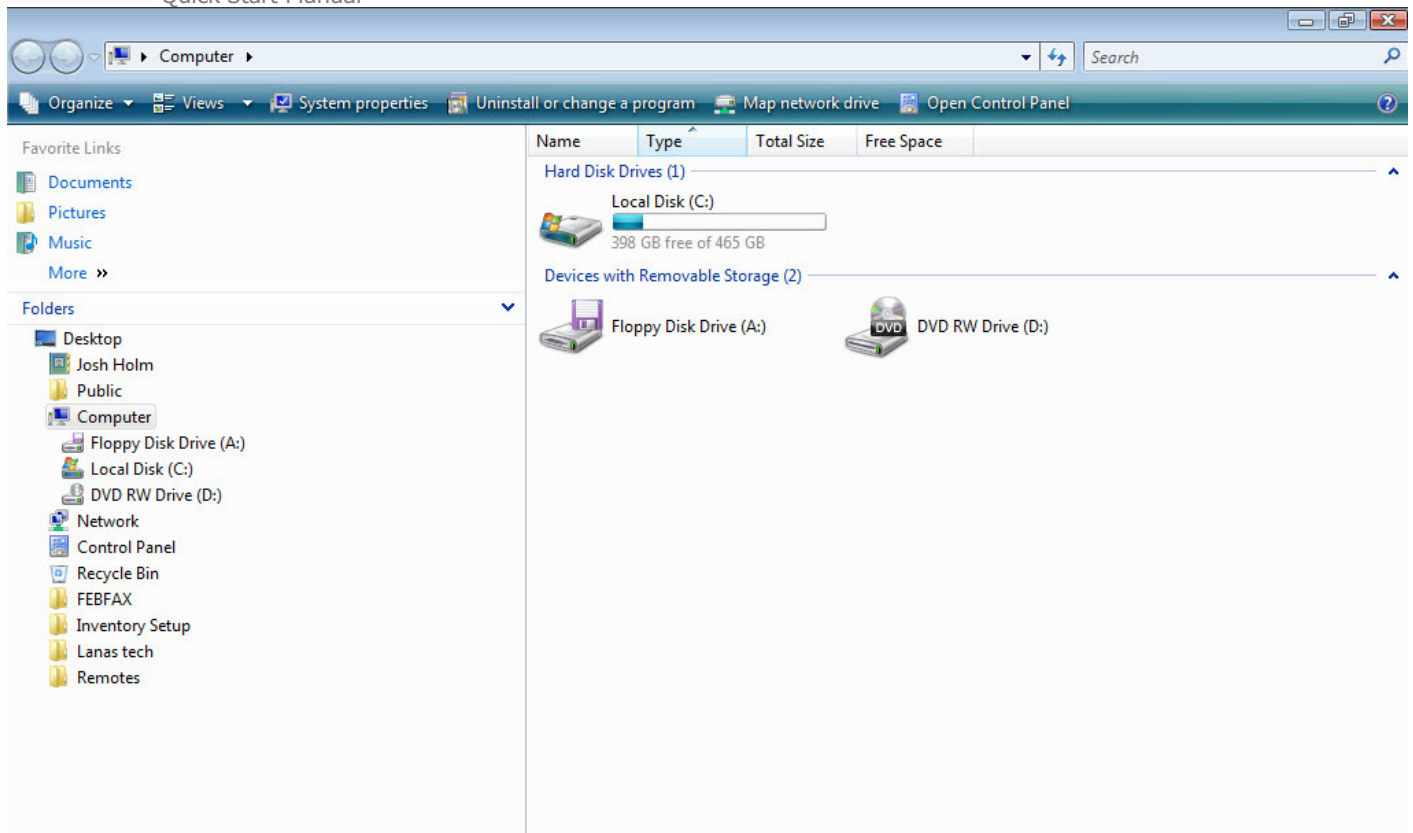 Quick Start Manual
Computer
Search
Organize Views System properties Uninstall or change a program Map network drive Open Control Panel
Favorite Links
Documents
Pictures
Music
More »
Folders
Desktop
Josh Holm
Public
Computer
Floppy Disk Drive (A:)
Local Disk (C:)
DVD RW Drive (D:)
Network
Control Panel
Recycle Bin
FEBFAX
Inventory Setup
Lanas tech
Remotes
Name Type Total Size Free Space
Hard Disk Drives (1)
Local Disk (C:)
398 GB free of 465 GB
Devices with Removable Storage (2)
Floppy Disk Drive (A:) DVD DVD RW Drive (D:)